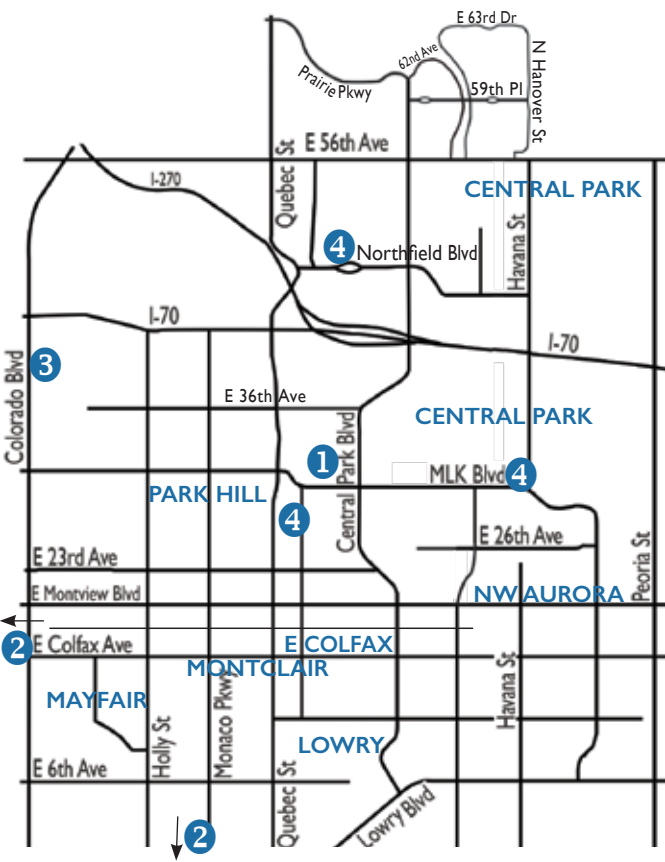 E 63rd Dr
62nd Ave
N Hanover St
Prairie Pkwy
59th Pl
E 56th Ave
Quebec St
I-270
CENTRAL PARK
4
Northfield Blvd
Havana St
I-70
I-70
3
Colorado Blvd
E 36th Ave
CENTRAL PARK
Central Park Blvd
1
MLK Blvd
4
PARK HILL
4
E 26th Ave
Peoria St
E 23rd Ave
E Montview Blvd
NW AURORA
2
E Colfax Ave
E COLFAX
MONTCLAIR
MAYFAIR
Holly St
Monaco Pkwy
Havana St
LOWRY
E 6th Ave
Quebec St
Lowry Blvd
2